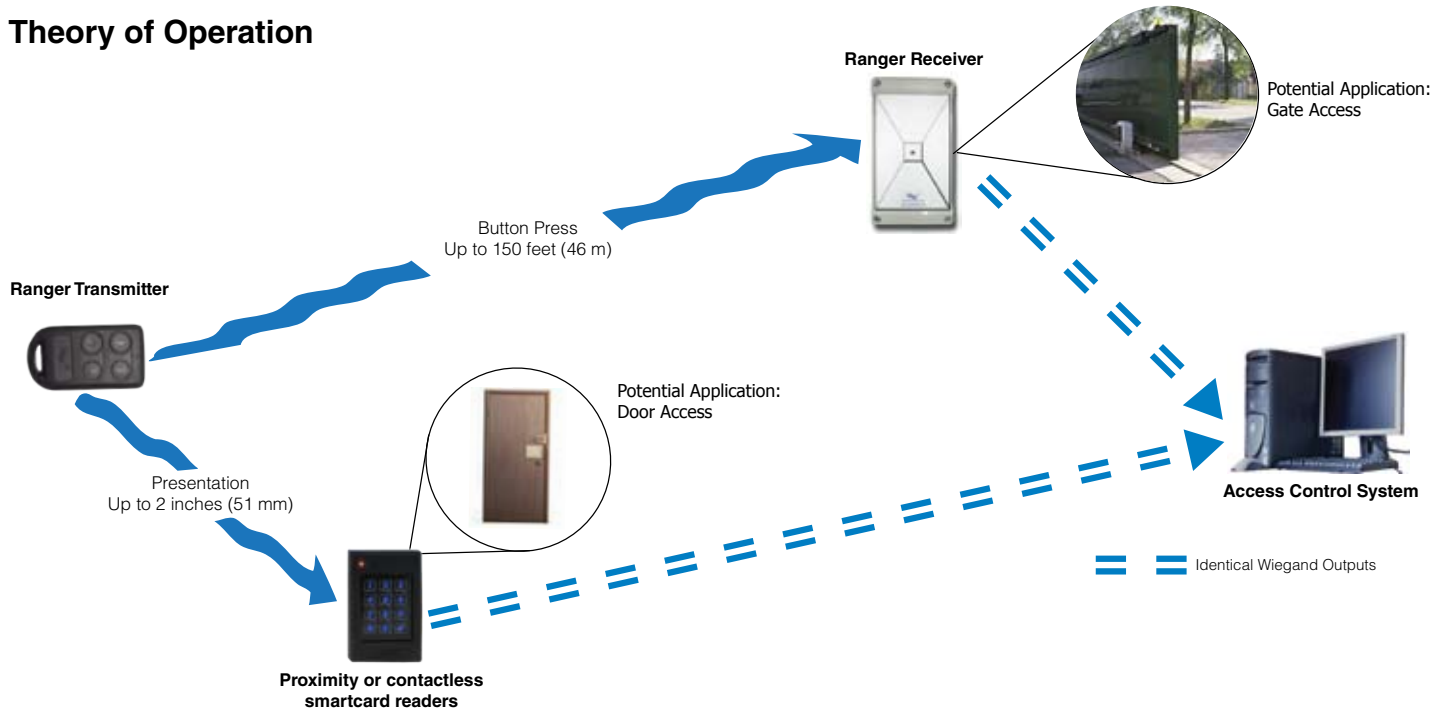 Theory of Operation
Ranger Receiver
Potential Application:
Gate Access
Button Press
Up to 150 feet (46 m)
Ranger Transmitter
Potential Application:
Door Access
Presentation
Up to 2 inches (51 mm)
Access Control System
Identical Wiegand Outputs
Proximity or contactless
smartcard readers